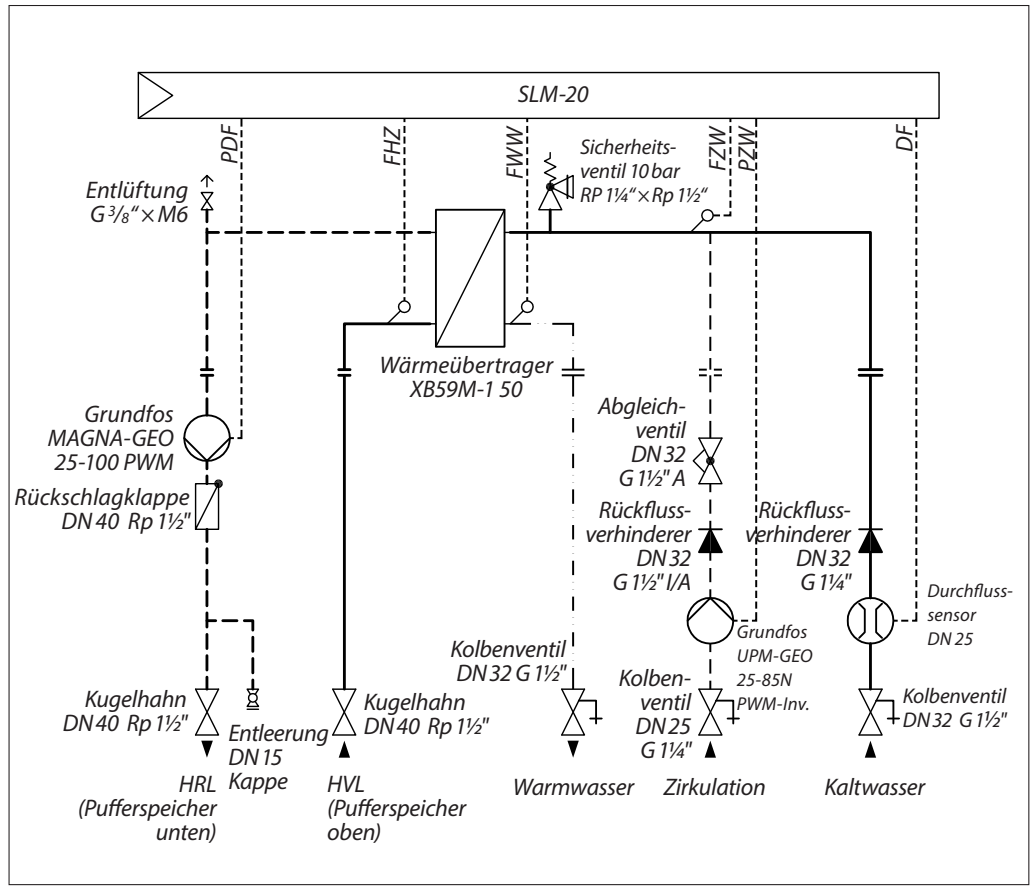 SLM-20
PDF
FHZ
FWW
FZW
PZW
DF
Sicherheits-
ventil 10 bar
RP 1¼“ × Rp 1½“
Entlüftung
G 3/8“ × M6
Wärmeübertrager
XB59M-1 50
Grundfos
MAGNA-GEO
25-100 PWM
Rückschlagklappe
DN 40 Rp 1½"
Abgleich-
ventil
DN 32
G 1½" A
Rückfluss-
verhinderer
DN 32
G 1½" I/A
Rückfluss-
verhinderer
DN 32
G 1¼"
Durchfluss-
sensor
DN 25
Grundfos
UPM-GEO
25-85N
PWM-Inv.
Kugelhahn
DN 40 Rp 1½"
Entleerung
DN 15
Kappe
Kugelhahn
DN 40 Rp 1½"
Kolbenventil
DN 32 G 1½"
Kolben-
ventil
DN 25
G 1¼"
Kolbenventil
DN 32 G 1½"
HRL
(Pufferspeicher
unten)
HVL
(Pufferspeicher
oben)
Warmwasser
Zirkulation
Kaltwasser